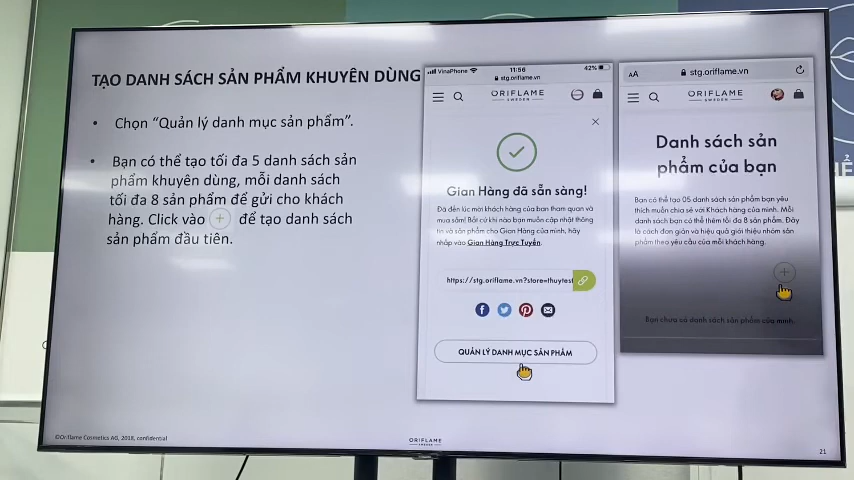 TẠO DANH SÁCH SẢN PHẨM KHUYÊN DÙNG
• Chọn “Quản lý danh mục sản phẩm”.
• Bạn có thể tạo tối đa 5 danh sách sản
phẩm khuyên dùng, mỗi danh sách
tối đa 8 sản phẩm để gửi cho khách
hàng. Click vào + để tạo danh sách
sản phẩm đầu tiên.
VinaPhone 11:56 42%
stg.oriflame.vn
ORIFLAME
SWEDEN
Gian Hàng đã sẵn sàng!
Đã đến lúc mời khách hàng của bạn tham quan và
mua sắm! Bất cứ khi nào bạn muốn cập nhật thông
tin và sản phẩm cho Gian Hàng của mình, hãy
nhấp vào Gian Hàng Trực Tuyến.
https://stg.oriflame.vn?store=thuytest
QUẢN LÝ DANH MỤC SẢN PHẨM
AA stg.oriflame.vn
ORIFLAME
SWEDEN
Danh sách sản
phẩm của bạn
Bạn có thể tạo 05 danh sách sản phẩm bạn yêu
thích muốn chia sẻ với Khách hàng của mình. Mỗi
danh sách bạn có thể thêm tối đa 8 sản phẩm. Đây
là cách đơn giản và hiệu quả giới thiệu nhóm sản
phẩm theo yêu cầu của mỗi khách hàng.
Bạn chưa có danh sách sản phẩm của mình.
©Oriflame Cosmetics AG, 2018, confidential
ORIFLAME
SWEDEN
21